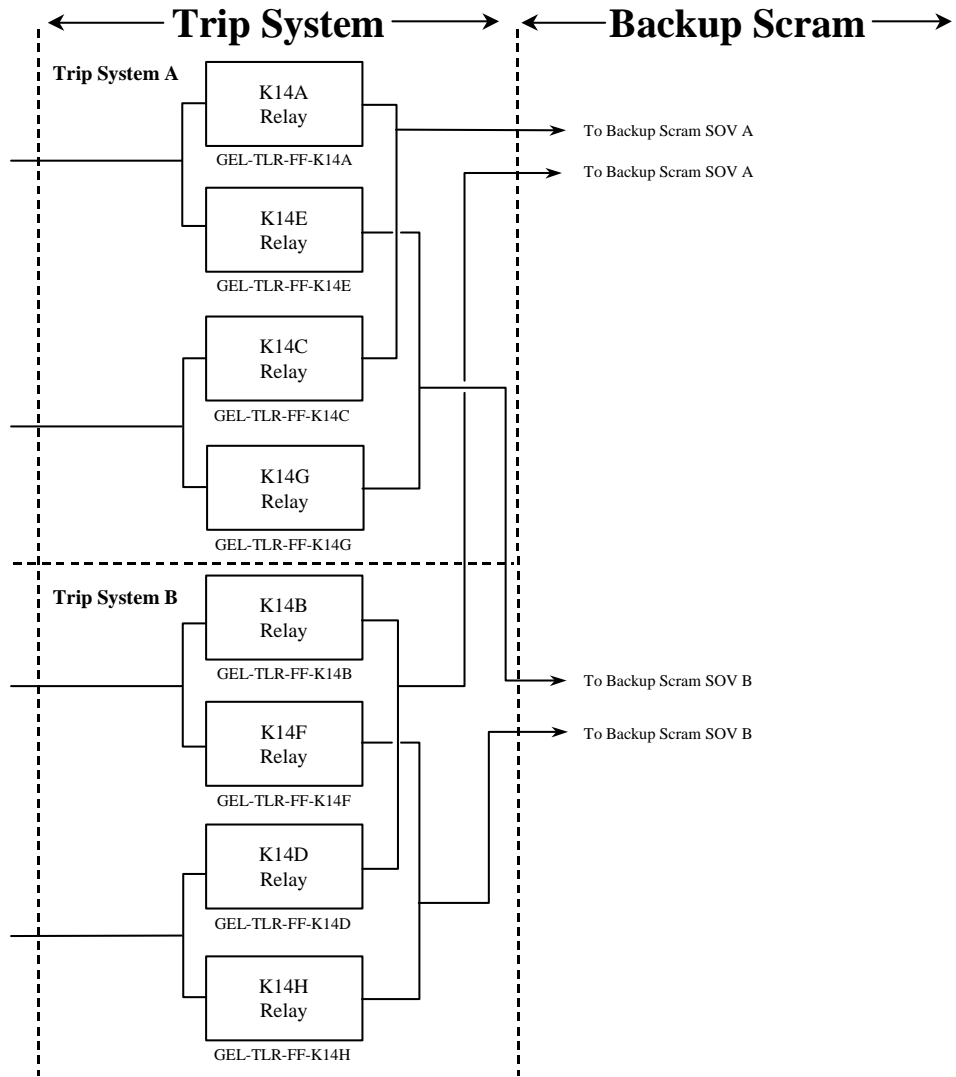 Trip System
Backup Scram
Trip System A
K14A
Relay
GEL-TLR-FF-K14A
To Backup Scram SOV A
To Backup Scram SOV A
K14E
Relay
GEL-TLR-FF-K14E
K14C
Relay
GEL-TLR-FF-K14C
K14G
Relay
GEL-TLR-FF-K14G
Trip System B
K14B
Relay
GEL-TLR-FF-K14B
To Backup Scram SOV B
K14F
Relay
To Backup Scram SOV B
GEL-TLR-FF-K14F
K14D
Relay
GEL-TLR-FF-K14D
K14H
Relay
GEL-TLR-FF-K14H